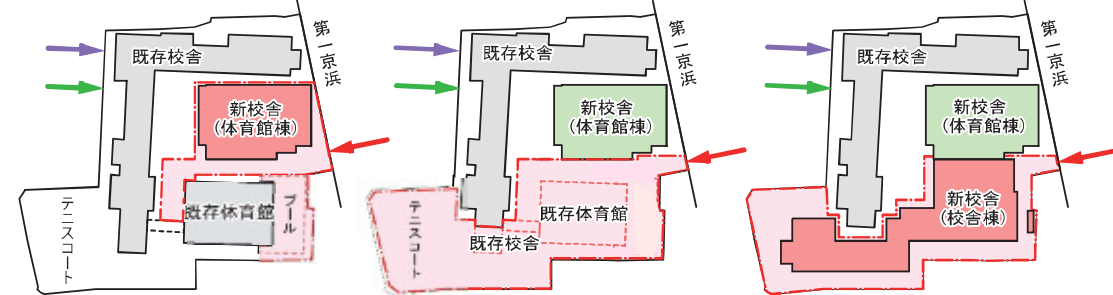 既存校舎
第一京浜
新校舎
(体育館棟)
既存体育館
プール
テニスコート
既存校舎
第一京浜
新校舎
(体育館棟)
テニスコート
既存体育館
既存校舎
既存校舎
第一京浜
新校舎
(体育館棟)
新校舎
(校舎棟)